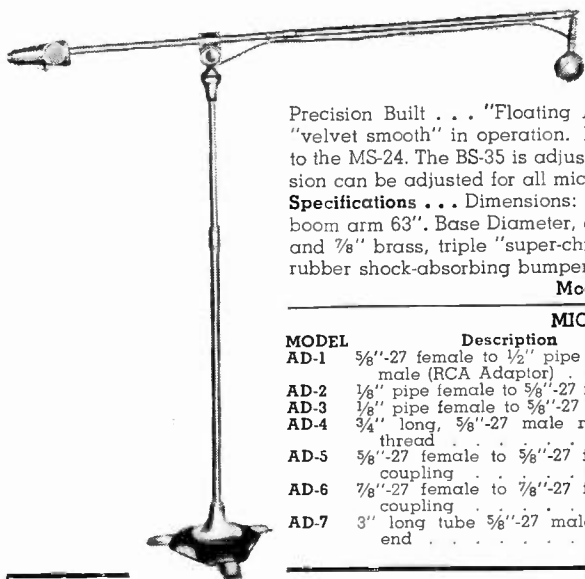 Precision Built . . . "Floating
"velvet smooth" in operation.
to the MS-24. The BS-35 is adjus
sion can be adjusted for all mic
Specifications . . . Dimensions:
boom arm 63". Base Diameter,
and ⅞" brass, triple "super-ch
rubber shock-absorbing bumper
Mo
MIC
MODEL Description
AD-1 ⅝"-27 female to ½" pipe
male (RCA Adaptor) .
AD-2 ⅛" pipe female to ⅝"-27
AD-3 ⅛" pipe female to ⅝"-27
AD-4 ¾" long, ⅝"-27 male
thread . . . . .
AD-5 ⅝"-27 female to ⅝"-27
coupling . . . . .
AD-6 ⅞"-27 female to ⅞"-27
coupling . . . . .
AD-7 3" long tube ⅝"-27 male
end . . . . . . .